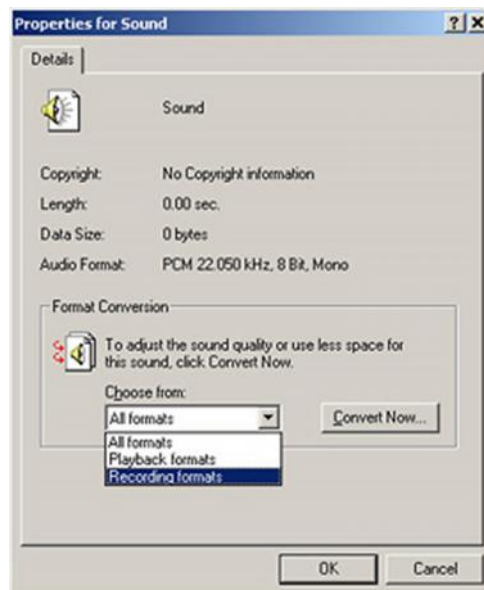 Properties for Sound
Details
Sound
Copyright: No Copyright information
Length: 0.00 sec.
Data Size: 0 bytes
Audio Format: PCM 22.050 kHz, 8 Bit, Mono
Format Conversion
To adjust the sound quality or use less space for
this sound, click Convert Now.
Choose from:
All formats Convert Now...
All formats
Playback formats
Recording formats
OK Cancel